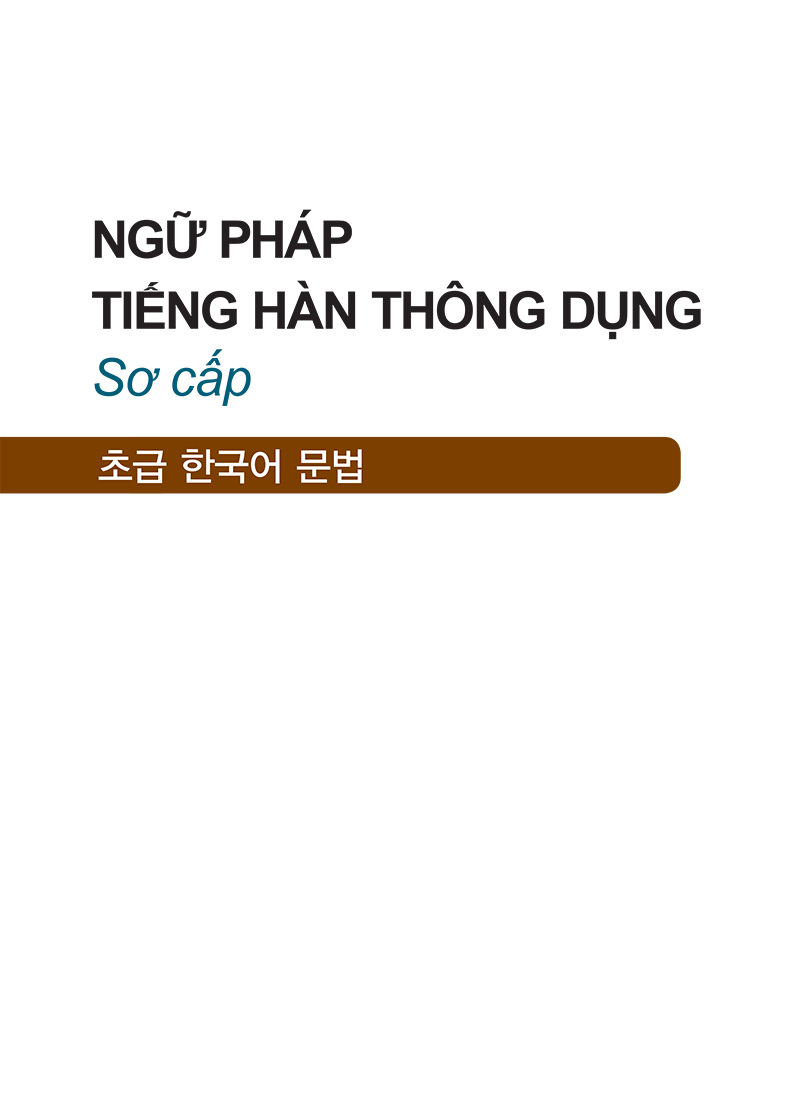 NGỮ PHÁP
TIẾNG HÀN THÔNG DỤNG
Sơ cấp
초급 한국어 문법